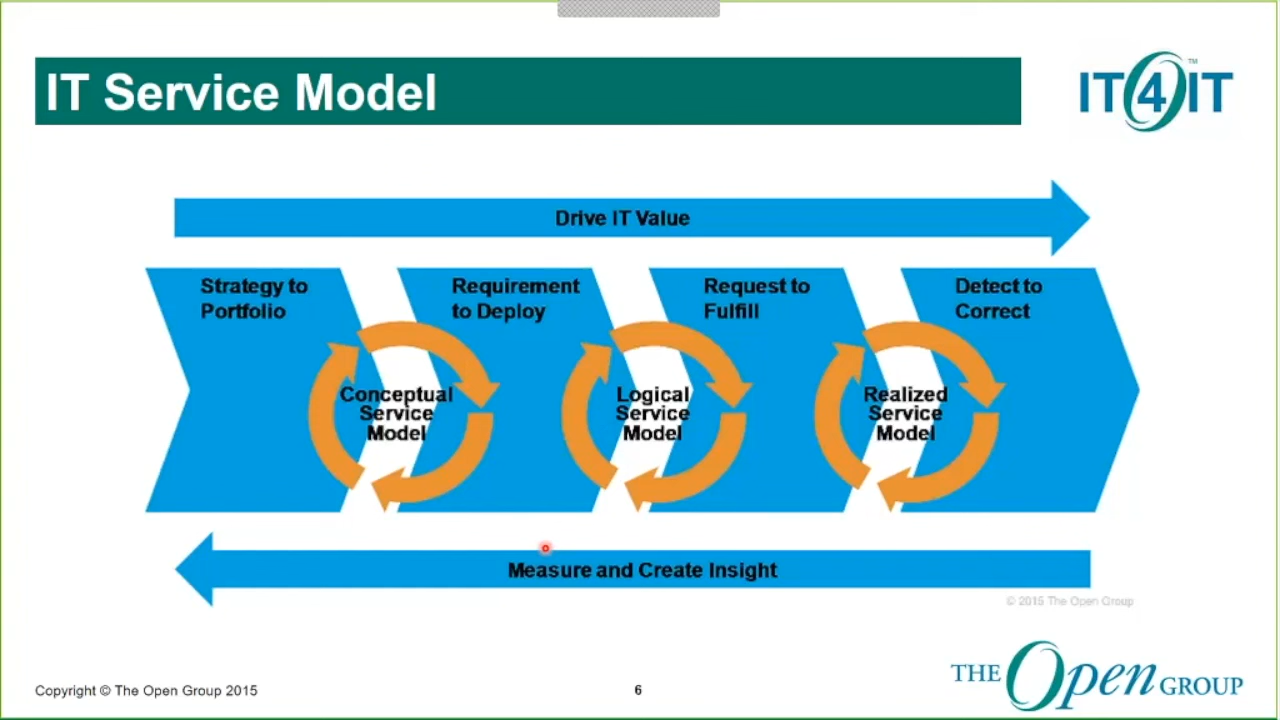 IT Service Model
IT4IT™
Drive IT Value
Strategy to
Portfolio
Requirement
to Deploy
Request to
Fulfill
Detect to
Correct
Conceptual
Service
Model
Logical
Service
Model
Realized
Service
Model
Measure and Create Insight
© 2015 The Open Group
Copyright © The Open Group 2015
6
THE Open GROUP